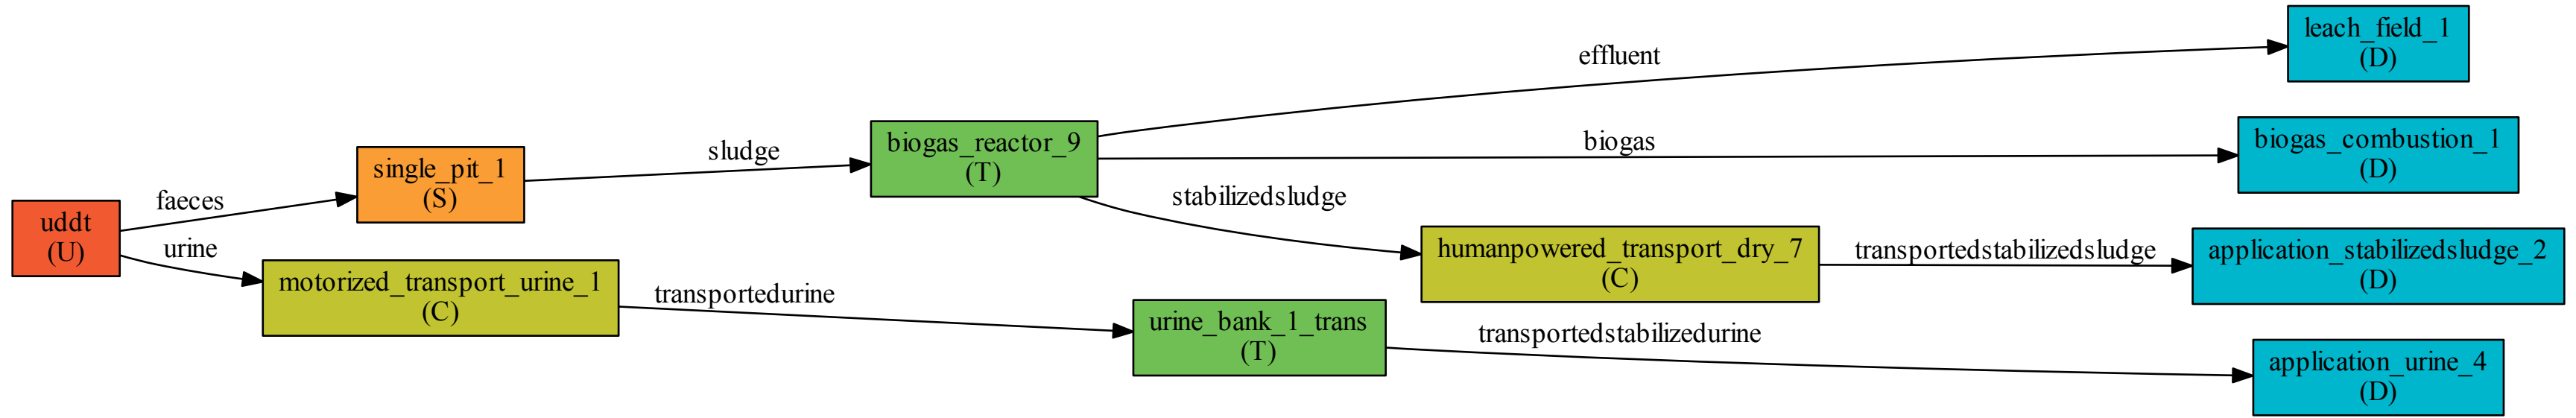 uddt
(U)
faeces
urine
single_pit_1
(S)
motorized_transport_urine_1
(C)
sludge
transportedurine
biogas_reactor_9
(T)
urine_bank_1_trans
(T)
effluent
biogas
stabilizedsludge
humanpowered_transport_dry_7
(C)
transportedstabilizedsludge
transportedstabilizedurine
leach_field_1
(D)
biogas_combustion_1
(D)
application_stabilizedsludge_2
(D)
application_urine_4
(D)